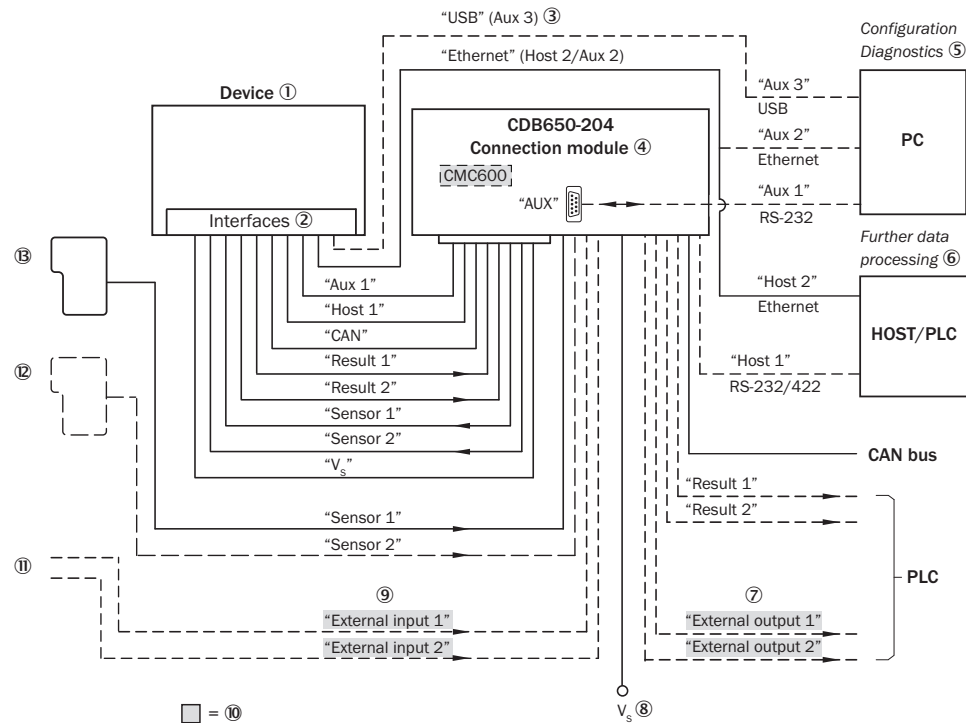 “USB” (Aux 3) ③
“Ethernet” (Host 2/Aux 2)
Configuration
Diagnostics ⑤
Device ①
Interfaces ②
CDB650-204
Connection module ④
CMC600
“AUX”
“Aux 3”
USB
“Aux 2”
Ethernet
“Aux 1”
RS-232
PC
Further data
processing ⑥
“Host 2”
Ethernet
“Host 1”
RS-232/422
HOST/PLC
⑬
⑫
“Aux 1”
“Host 1”
“CAN”
“Result 1”
“Result 2”
“Sensor 1”
“Sensor 2”
“Vs”
CAN bus
“Sensor 1”
“Sensor 2”
“Result 1”
“Result 2”
PLC
⑪
⑨
“External input 1”
“External input 2”
⑦
“External output 1”
“External output 2”
= ⑩
Vs ⑧